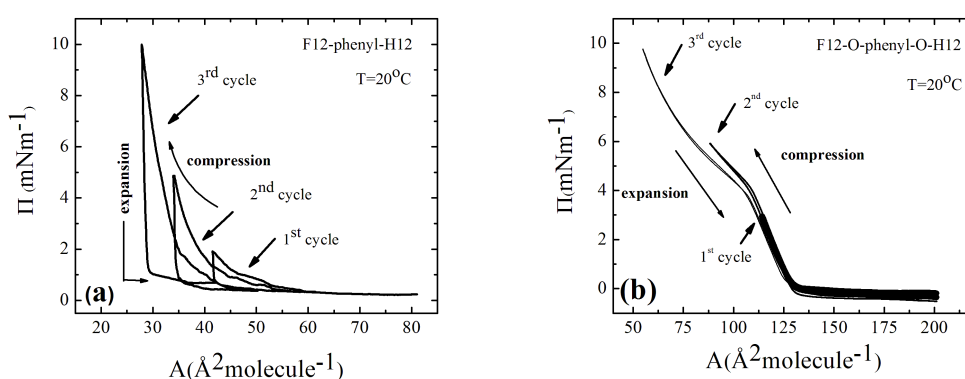 F12-phenyl-H12
T=20°C
3rd cycle
compression
expansion
2nd cycle
1st cycle
(a)
Π(mNm-1)
10
8
6
4
2
0
20 30 40 50 60 70 80
A(Å2molecule-1)
F12-O-phenyl-O-H12
T=20°C
3rd cycle
2nd cycle
compression
expansion
1st cycle
(b)
Π(mNm-1)
10
8
6
4
2
0
50 75 100 125 150 175 200
A(Å2molecule-1)